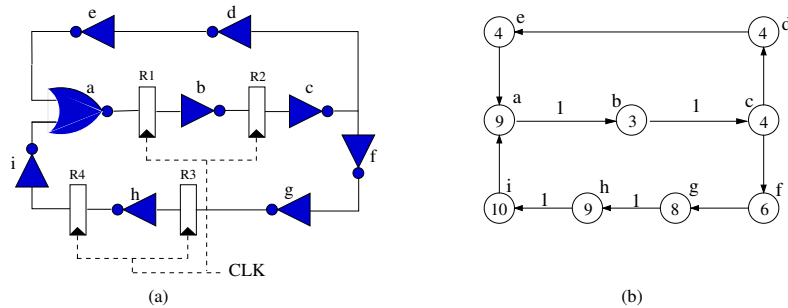 e d
a R1 b R2 c
i R4 h R3 g f
CLK
(a)
4 e 4 d
9 a 1 3 b 1 4 c
10 i 1 9 h 1 8 g 6 f
(b)